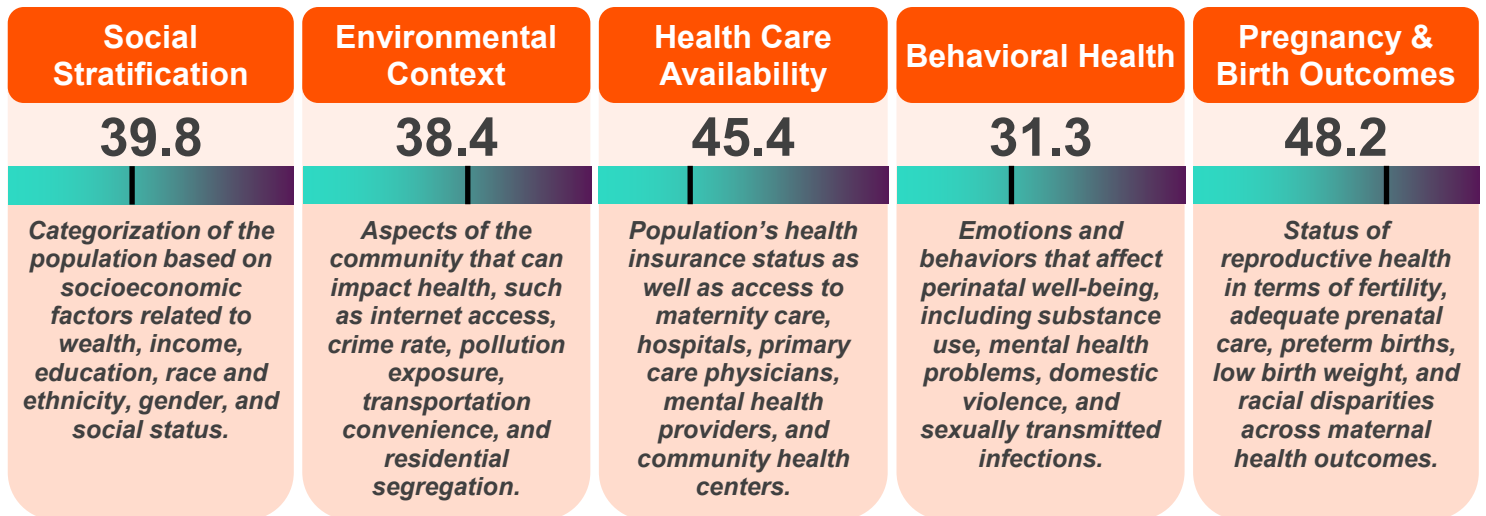 Social
Stratification
39.8
Categorization of the
population based on
socioeconomic
factors related to
wealth, income,
education, race and
ethnicity, gender, and
social status.
Environmental
Context
38.4
Aspects of the
community that can
impact health, such
as internet access,
crime rate, pollution
exposure,
transportation
convenience, and
residential
segregation.
Health Care
Availability
45.4
Population's health
insurance status as
well as access to
maternity care,
hospitals, primary
care physicians,
mental health
providers, and
community health
centers.
Behavioral Health
31.3
Emotions and
behaviors that affect
perinatal well-being,
including substance
use, mental health
problems, domestic
violence, and
sexually transmitted
infections.
Pregnancy &
Birth Outcomes
48.2
Status of
reproductive health
in terms of fertility,
adequate prenatal
care, preterm births,
low birth weight, and
racial disparities
across maternal
health outcomes.